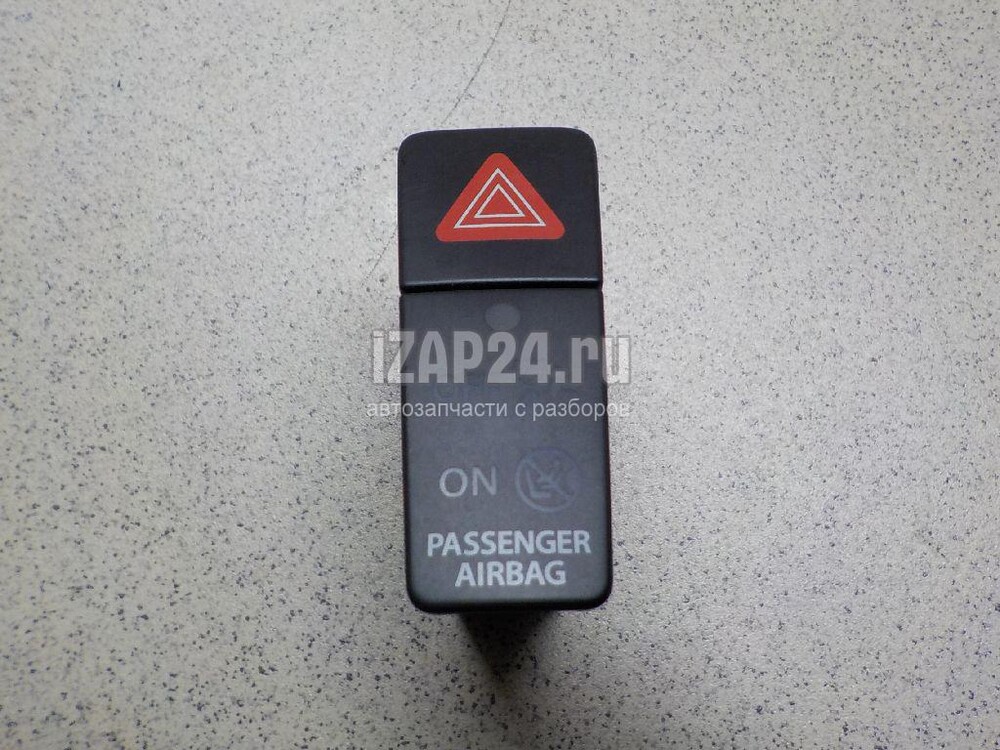 iZAP24.ru
автозапчасти с разборов
ON
PASSENGER
AIRBAG